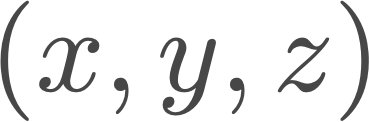 (x, y, z)